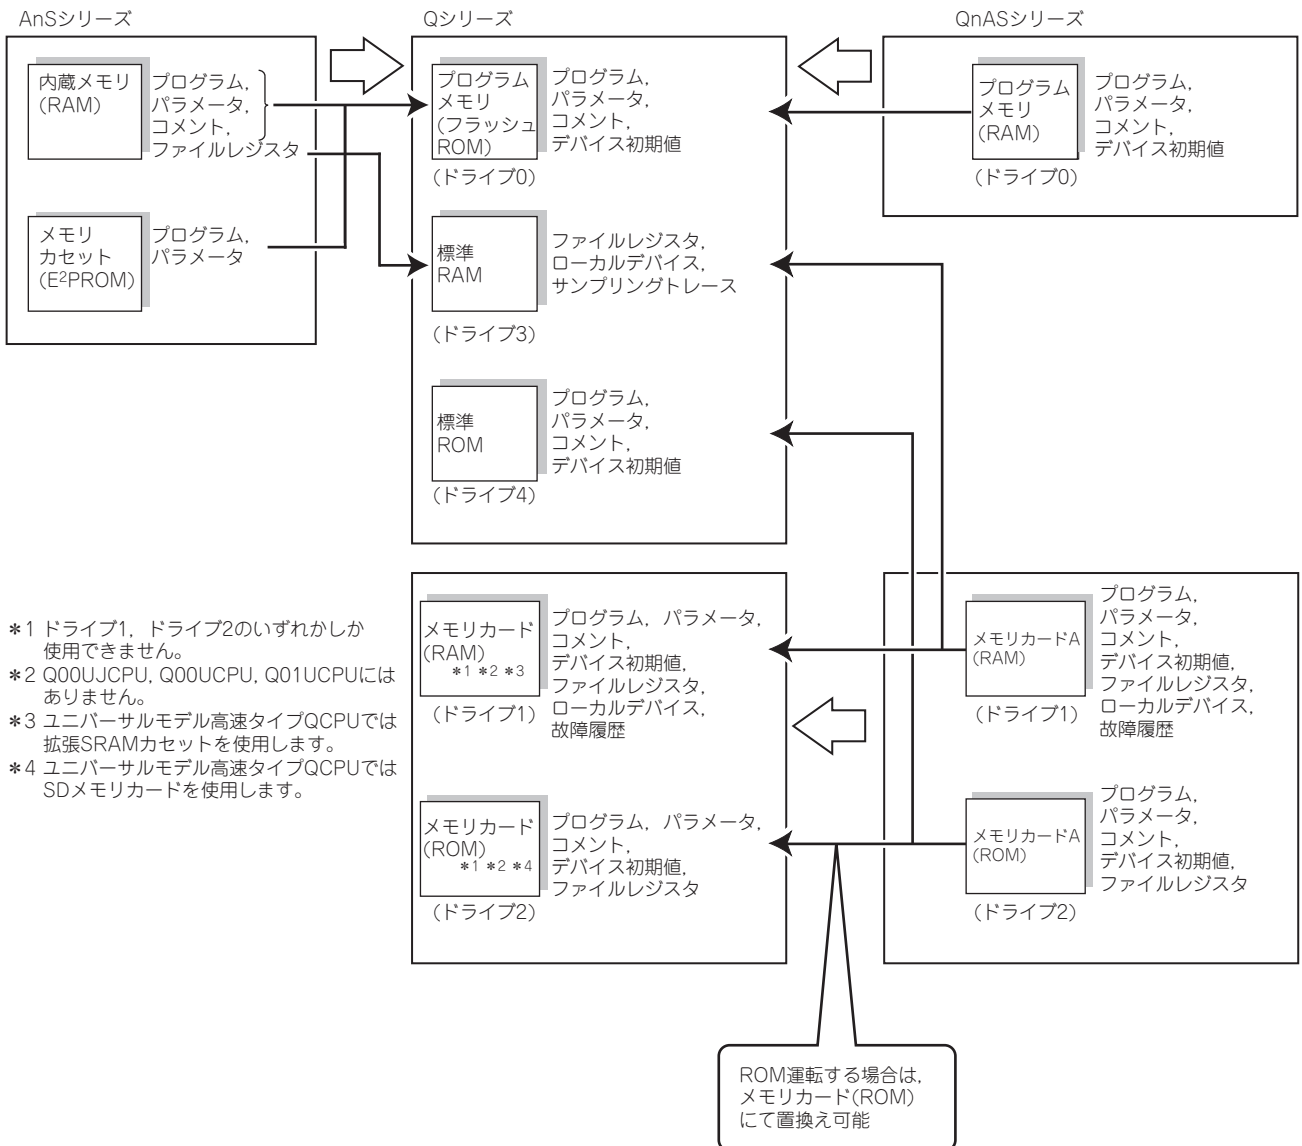 AnSシリーズ
内蔵メモリ
(RAM)
プログラム,
パラメータ,
コメント,
ファイルレジスタ
メモリ
カセット
(E²PROM)
プログラム,
パラメータ
Qシリーズ
プログラム
メモリ
(フラッシュ
ROM)
(ドライブ0)
プログラム,
パラメータ,
コメント,
デバイス初期値
標準
RAM
(ドライブ3)
ファイルレジスタ,
ローカルデバイス,
サンプリングトレース
標準
ROM
(ドライブ4)
プログラム,
パラメータ,
コメント,
デバイス初期値
QnASシリーズ
プログラム
メモリ
(RAM)
(ドライブ0)
プログラム,
パラメータ,
コメント,
デバイス初期値
*1 ドライブ1, ドライブ2のいずれかしか
使用できません。
*2 Q00UJCPU, Q00UCPU, Q01UCPUには
ありません。
*3 ユニバーサルモデル高速タイプQCPUでは
拡張SRAMカセットを使用します。
*4 ユニバーサルモデル高速タイプQCPUでは
SDメモリカードを使用します。
メモリカード
(RAM)
*1 *2 *3
(ドライブ1)
プログラム, パラメータ,
コメント,
デバイス初期値,
ファイルレジスタ,
ローカルデバイス,
故障履歴
メモリカード
(ROM)
*1 *2 *4
(ドライブ2)
プログラム, パラメータ,
コメント,
デバイス初期値,
ファイルレジスタ
メモリカードA
(RAM)
(ドライブ1)
プログラム,
パラメータ,
コメント,
デバイス初期値,
ファイルレジスタ,
ローカルデバイス,
故障履歴
メモリカードA
(ROM)
(ドライブ2)
プログラム,
パラメータ,
コメント,
デバイス初期値,
ファイルレジスタ
ROM運転する場合は,
メモリカード(ROM)
にて置換え可能